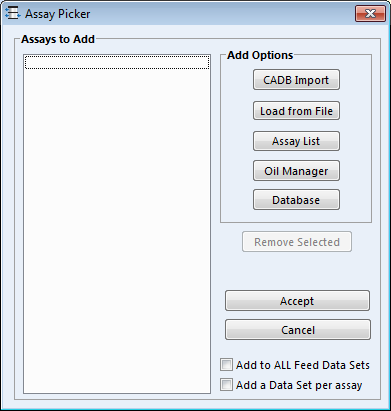 Assay Picker
Assays to Add
Add Options
CADB Import
Load from File
Assay List
Oil Manager
Database
Remove Selected
Accept
Cancel
Add to ALL Feed Data Sets
Add a Data Set per assay